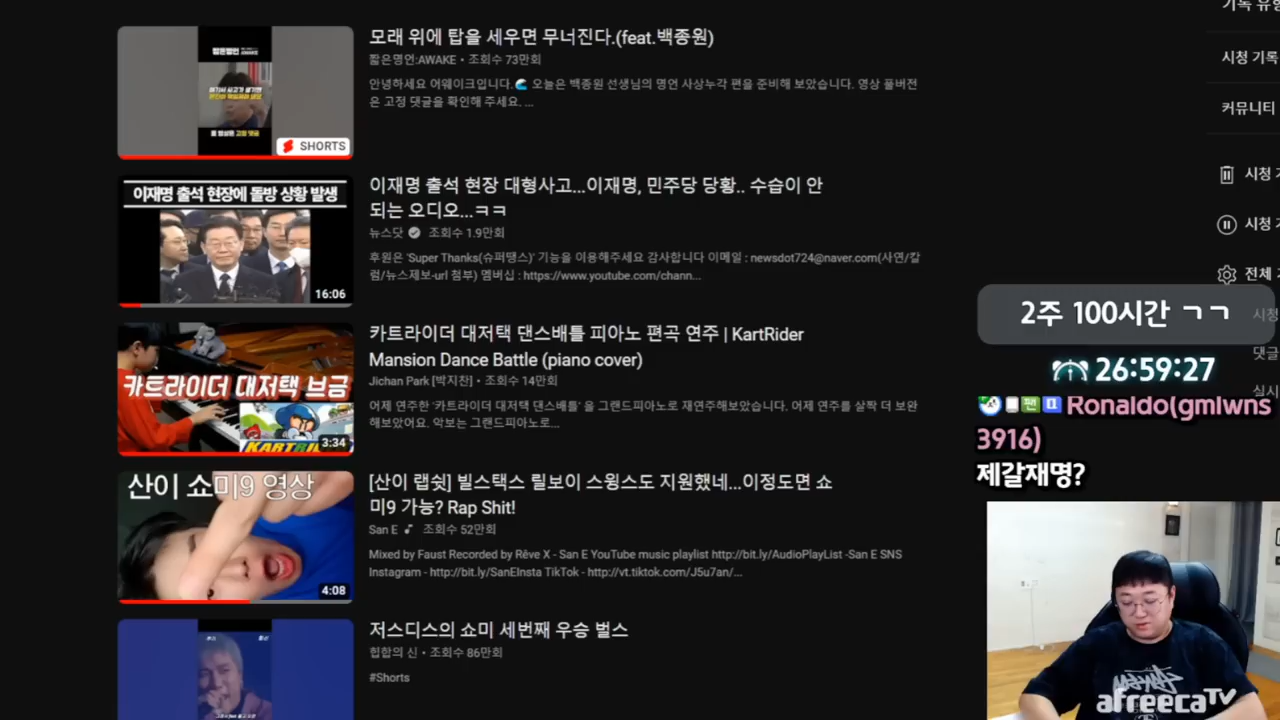 모래 위에 탑을 세우면 무너진다.(feat.백종원)
짧은명언:AWAKE • 조회수 73만회
안녕하세요 어웨이크입니다.🌊 오늘은 백종원 선생님의 명언 사상누각 편을 준비해 보았습니다. 영상 풀버전
은 고정 댓글을 확인해 주세요. ...
SHORTS
이재명 출석 현장에 돌방 상황 발생
16:06
이재명 출석 현장 대형사고...이재명, 민주당 당황.. 수습이 안
되는 오디오...ㅋㅋ
뉴스닷 조회수 1.9만회
후원은 'Super Thanks(슈퍼땡스)' 기능을 이용해주세요 감사합니다 이메일 : newsdot724@naver.com(사연/칼
럼/뉴스제보-url 첨부) 멤버십 : https://www.youtube.com/chann...
카트라이더 대저택 브금
3:34
카트라이더 대저택 댄스배틀 피아노 편곡 연주 | KartRider
Mansion Dance Battle (piano cover)
Jichan Park [박지찬] • 조회수 14만회
어제 연주한 '카트라이더 대저택 댄스배틀' 을 그랜드피아노로 재연주해보았습니다. 어제 연주를 살짝 더 보완
해보았어요. 악보는 그랜드피아노로...
산이 쇼미9 영상
4:08
[산이 랩쉿] 빌스택스 릴보이 스윙스도 지원했네...이정도면 쇼
미9 가능? Rap Shit!
San E 조회수 52만회
Mixed by Faust Recorded by Rêve X - San E YouTube music playlist http://bit.ly/AudioPlayList -San E SNS
Instagram - http://bit.ly/SanEInsta TikTok - http://vt.tiktok.com/J5u7an/...
저스디스의 쇼미 세번째 우승 벌스
힙합의 신 • 조회수 86만회
#Shorts
기록 유형
시청 기록
커뮤니티
시청 기
시청 기
전체 기
2주 100시간 ㄱㄱ
26:59:27
팬
Ronaldo(gmlwns
3916)
제갈재명?
댓글
실시
afreecaTV